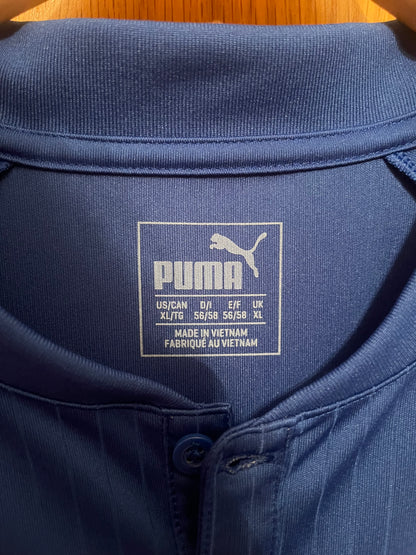 PUMA
US/CAN D/I E/F UK
XL/TG 56/58 56/58 XL
MADE IN VIETNAM
FABRIQUÉ AU VIETNAM